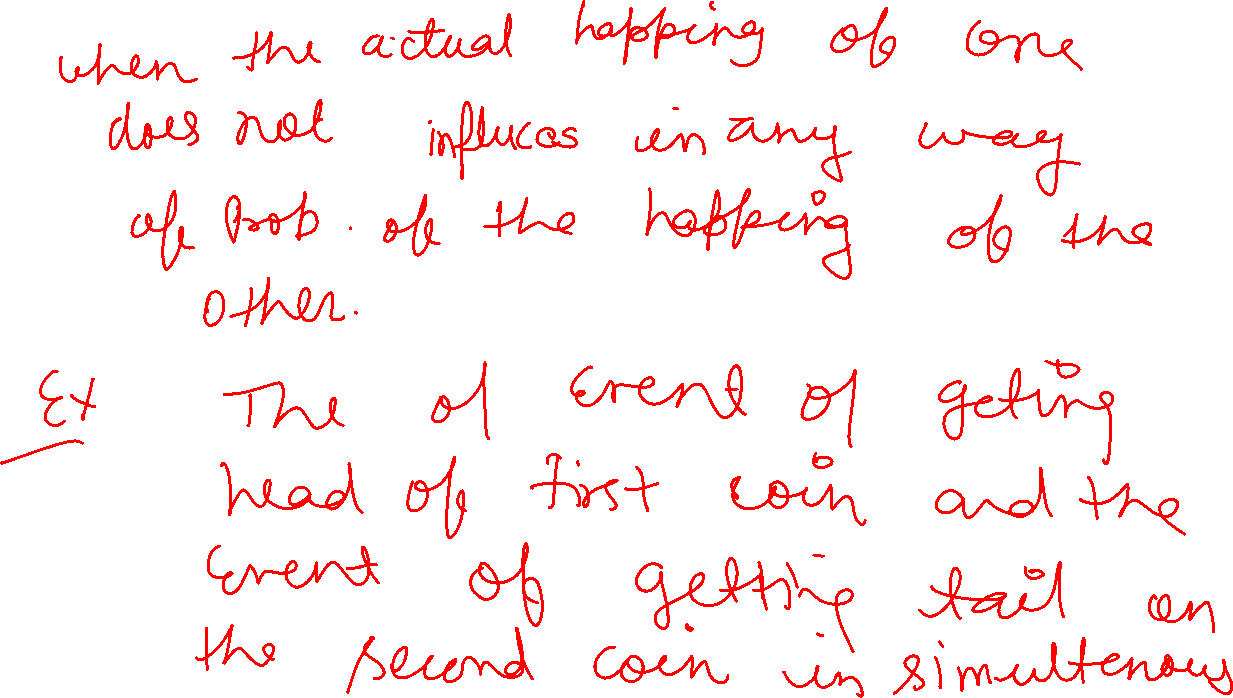 when the actual happing of one
does not influcas in any way
of Prob. of the happing of the
other.
Ex The of Event of geting
head of first coin and the
Event of getting tail on
the second coin in simultenous